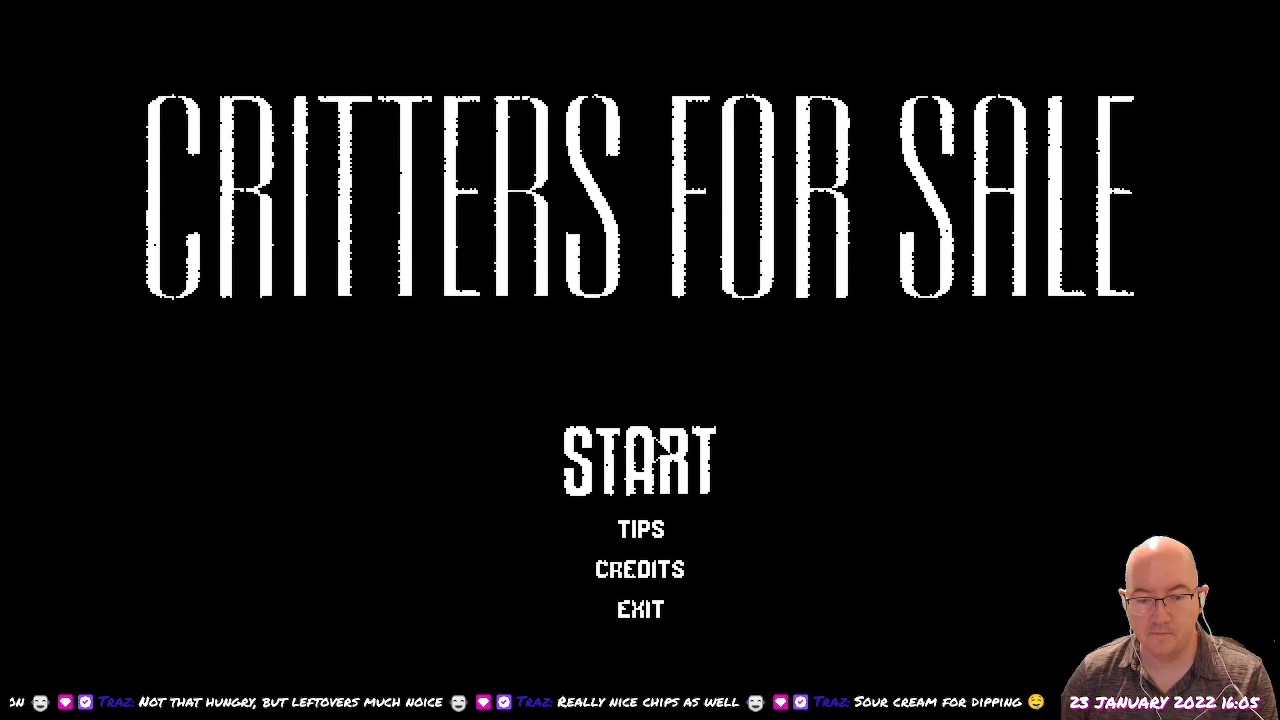 CRITTERS FOR SALE
START
TIPS
CREDITS
EXIT
ON Traz: Not that hungry, but leftovers much noice Traz: Really nice chips as well Traz: Sour cream for dipping 23 January 2022 16:05